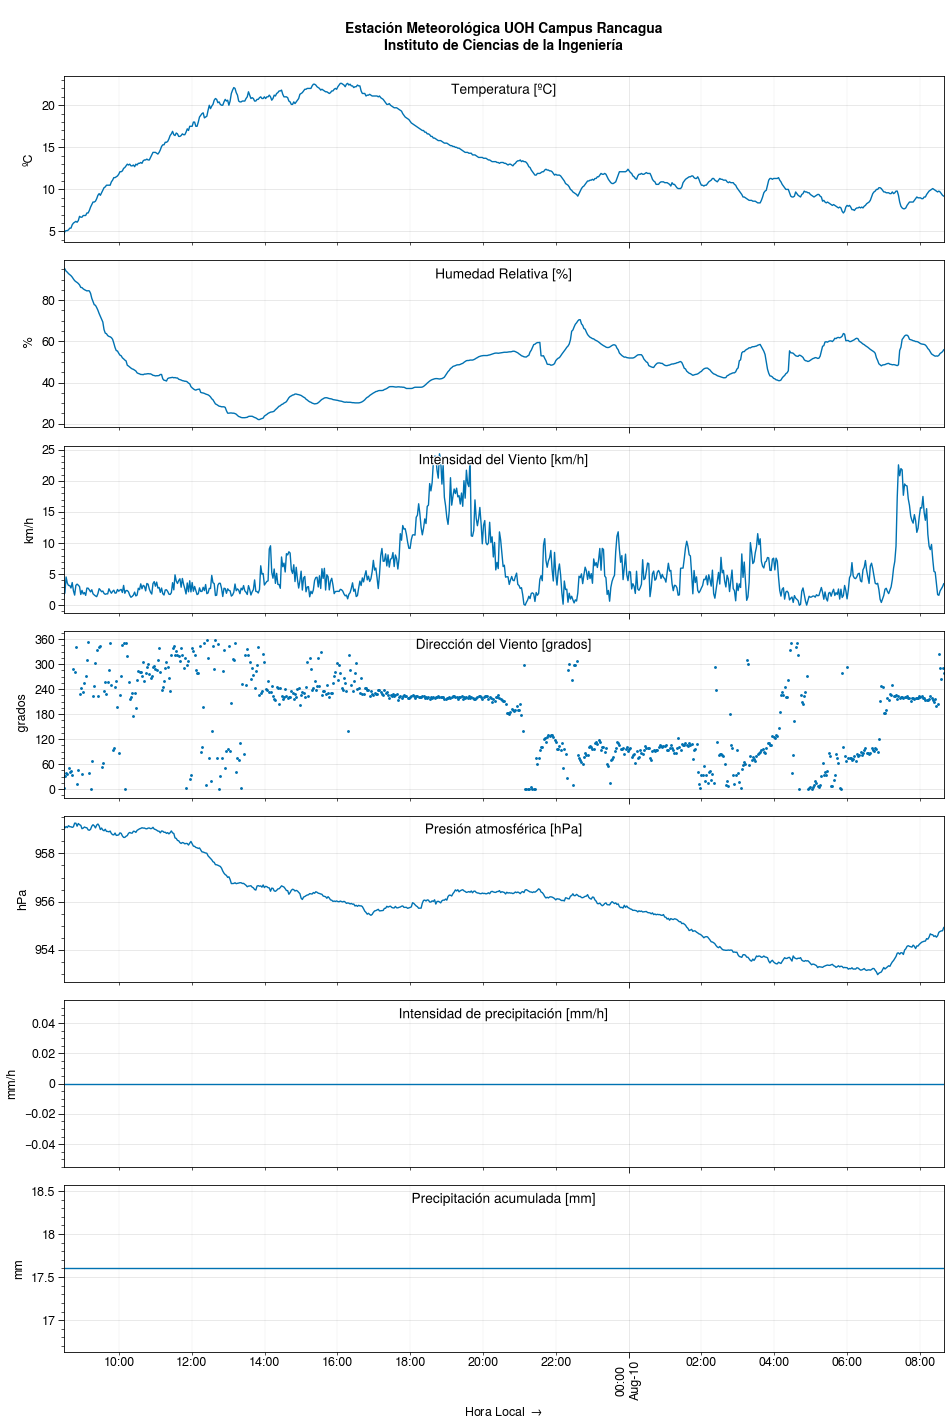 Estación Meteorológica UOH Campus Rancagua
Instituto de Ciencias de la Ingeniería
Temperatura [ºC]
ºC
20
15
10
5
Humedad Relativa [%]
%
80
60
40
20
Intensidad del Viento [km/h]
km/h
25
20
15
10
5
0
Dirección del Viento [grados]
grados
360
300
240
180
120
60
0
Presión atmosférica [hPa]
hPa
958
956
954
Intensidad de precipitación [mm/h]
mm/h
0.04
0.02
0
−0.02
−0.04
Precipitación acumulada [mm]
mm
18.5
18
17.5
17
10:00 12:00 14:00 16:00 18:00 20:00 22:00 00:00 02:00 04:00 06:00 08:00
Aug-10
Hora Local →